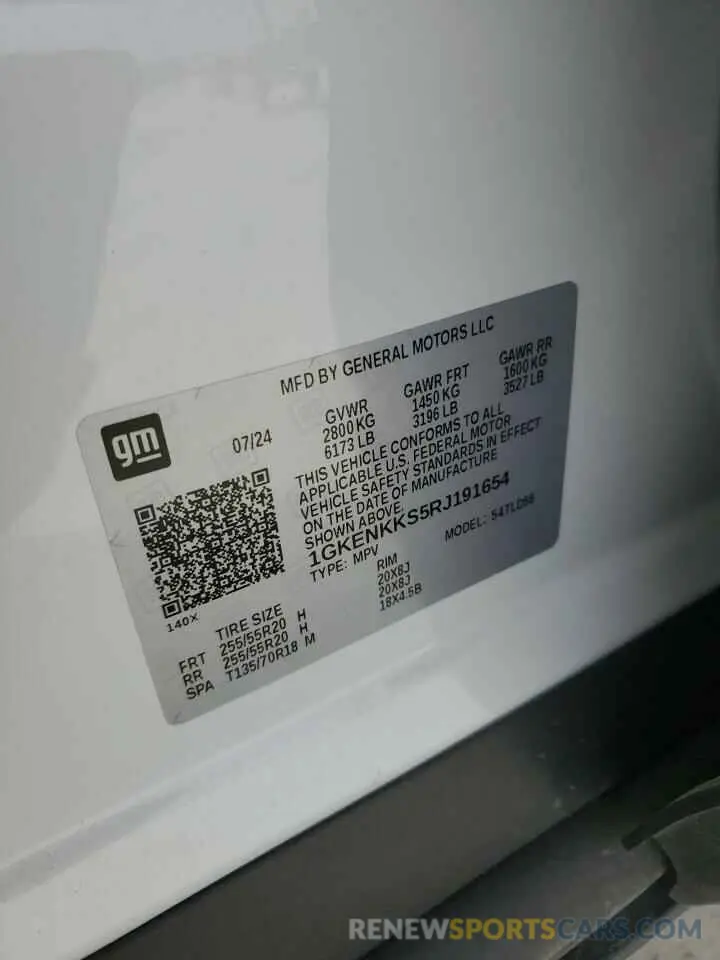 MFD BY GENERAL MOTORS LLC
gm
07/24
GVWR GAWR FRT GAWR RR
2800 KG 1450 KG 1600 KG
6173 LB 3196 LB 3527 LB
THIS VEHICLE CONFORMS TO ALL
APPLICABLE U.S. FEDERAL MOTOR
VEHICLE SAFETY STANDARDS IN EFFECT
ON THE DATE OF MANUFACTURE
SHOWN ABOVE.
1GKENKKS5RJ191654
TYPE: MPV MODEL:
140X
TIRE SIZE RIM
FRT 255/55R20 H 20X8J
RR 255/55R20 H 20X8J
SPA T135/70R18 M 18X4.5B
RENEWSPORTSCARS.COM